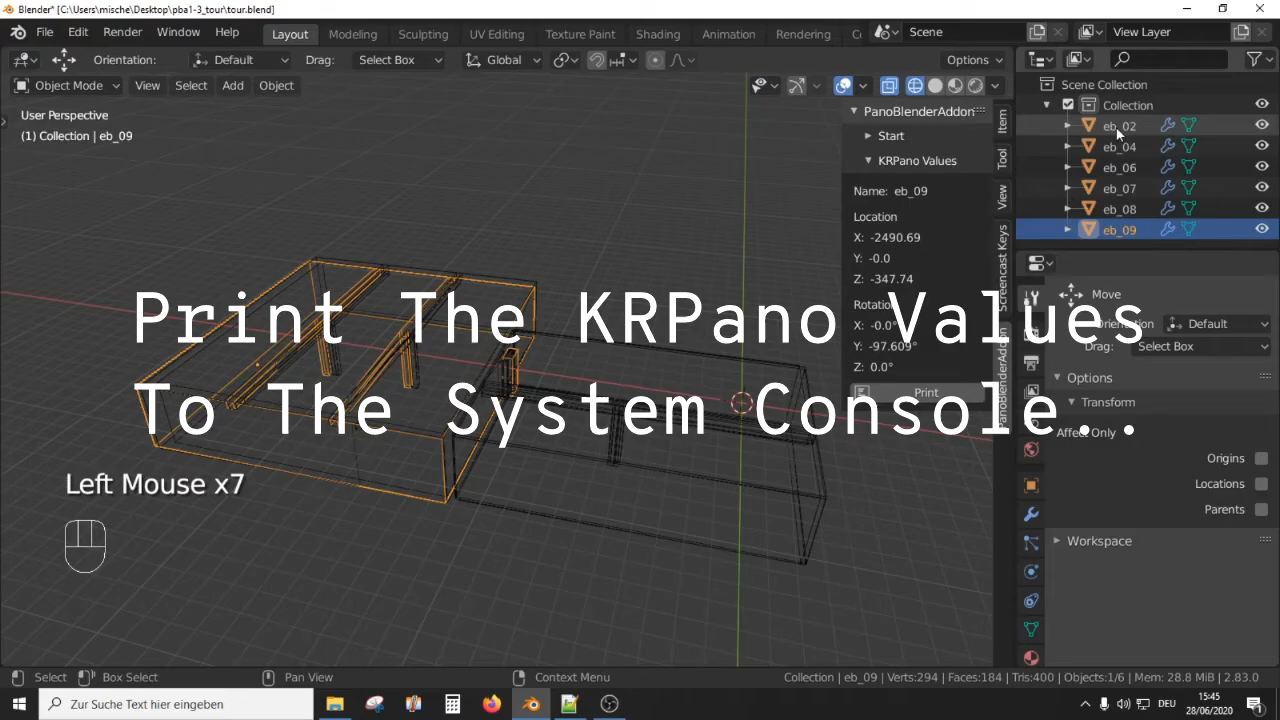 Blender* [C:\Users\mische\Desktop\pba1-3_tour\tour.blend]
File Edit Render Window Help Layout Modeling Sculpting UV Editing Texture Paint Shading Animation Rendering Scene View Layer
Orientation: Default Drag: Select Box Global Options
Object Mode View Select Add Object
User Perspective
(1) Collection | eb_09
PanoBlenderAddon
Start
KRPano Values
Name: eb_09
Location
X: -2490.69
Y: -0.0
Z: -347.74
Rotation
X: -0.0°
Y: -97.609°
Z: 0.0°
Print
Item
Tool
View
Screencast Keys
PanoBlenderAddon
Scene Collection
Collection
eb_02
eb_04
eb_06
eb_07
eb_08
eb_09
Move
Orientation Default
Drag: Select Box
Options
Transform
Affect Only
Origins
Locations
Parents
Workspace
Print The KRPano Values
To The System Console..
Left Mouse x7
Select Box Select Pan View Context Menu Collection | eb_09 | Verts:294 | Faces:184 | Tris:400 | Objects:1/6 | Mem: 28.8 MiB | 2.83.0
Zur Suche Text hier eingeben
DEU
15:45
28/06/2020
1